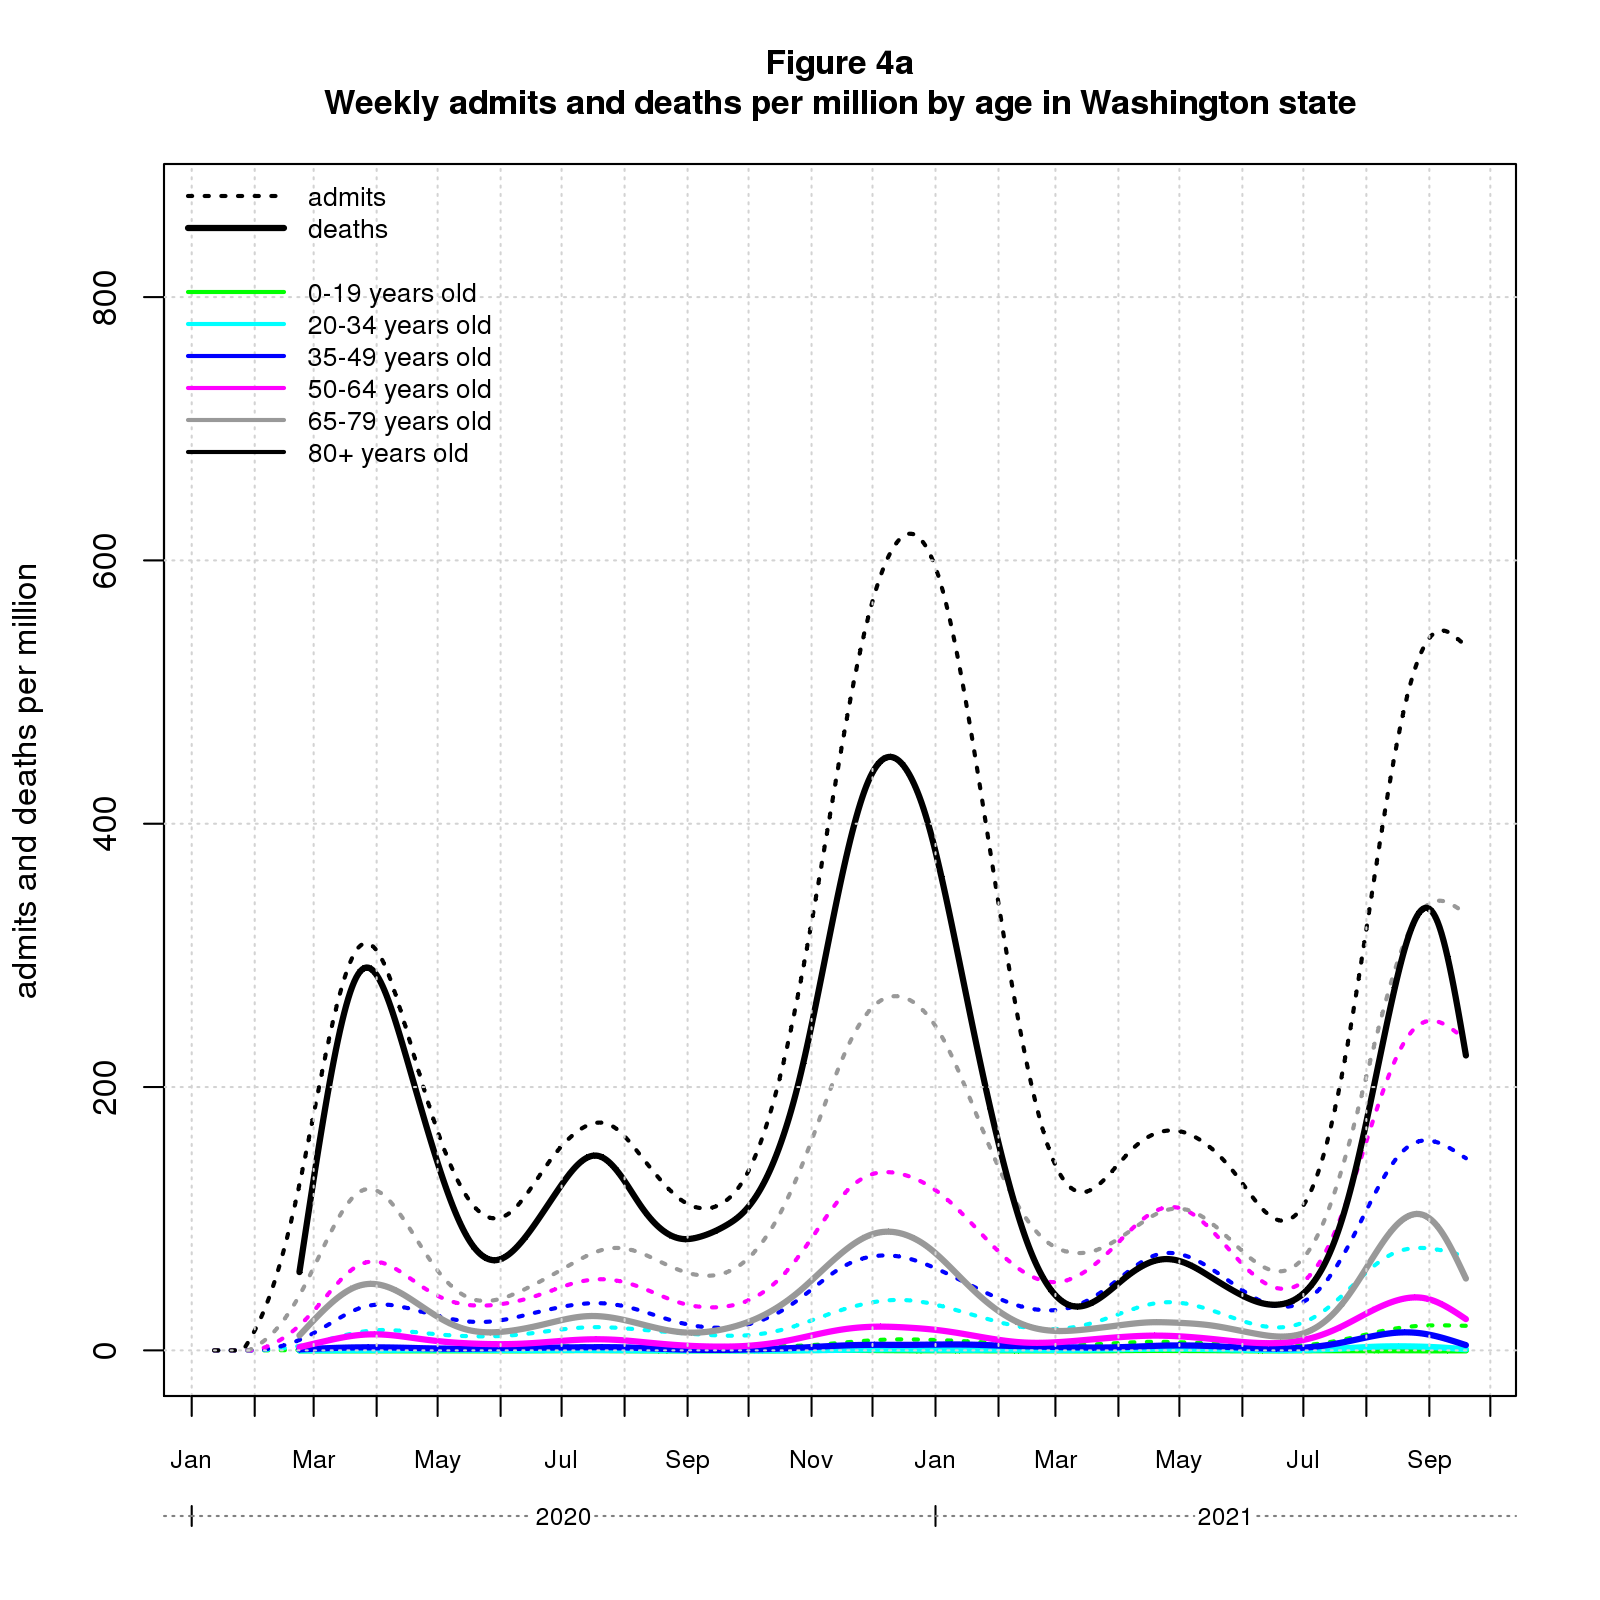 Figure 4a
Weekly admits and deaths per million by age in Washington state
admits
deaths
0-19 years old
20-34 years old
35-49 years old
50-64 years old
65-79 years old
80+ years old
admits and deaths per million
800
600
400
200
0
Jan Mar May Jul Sep Nov Jan Mar May Jul Sep
2020 2021